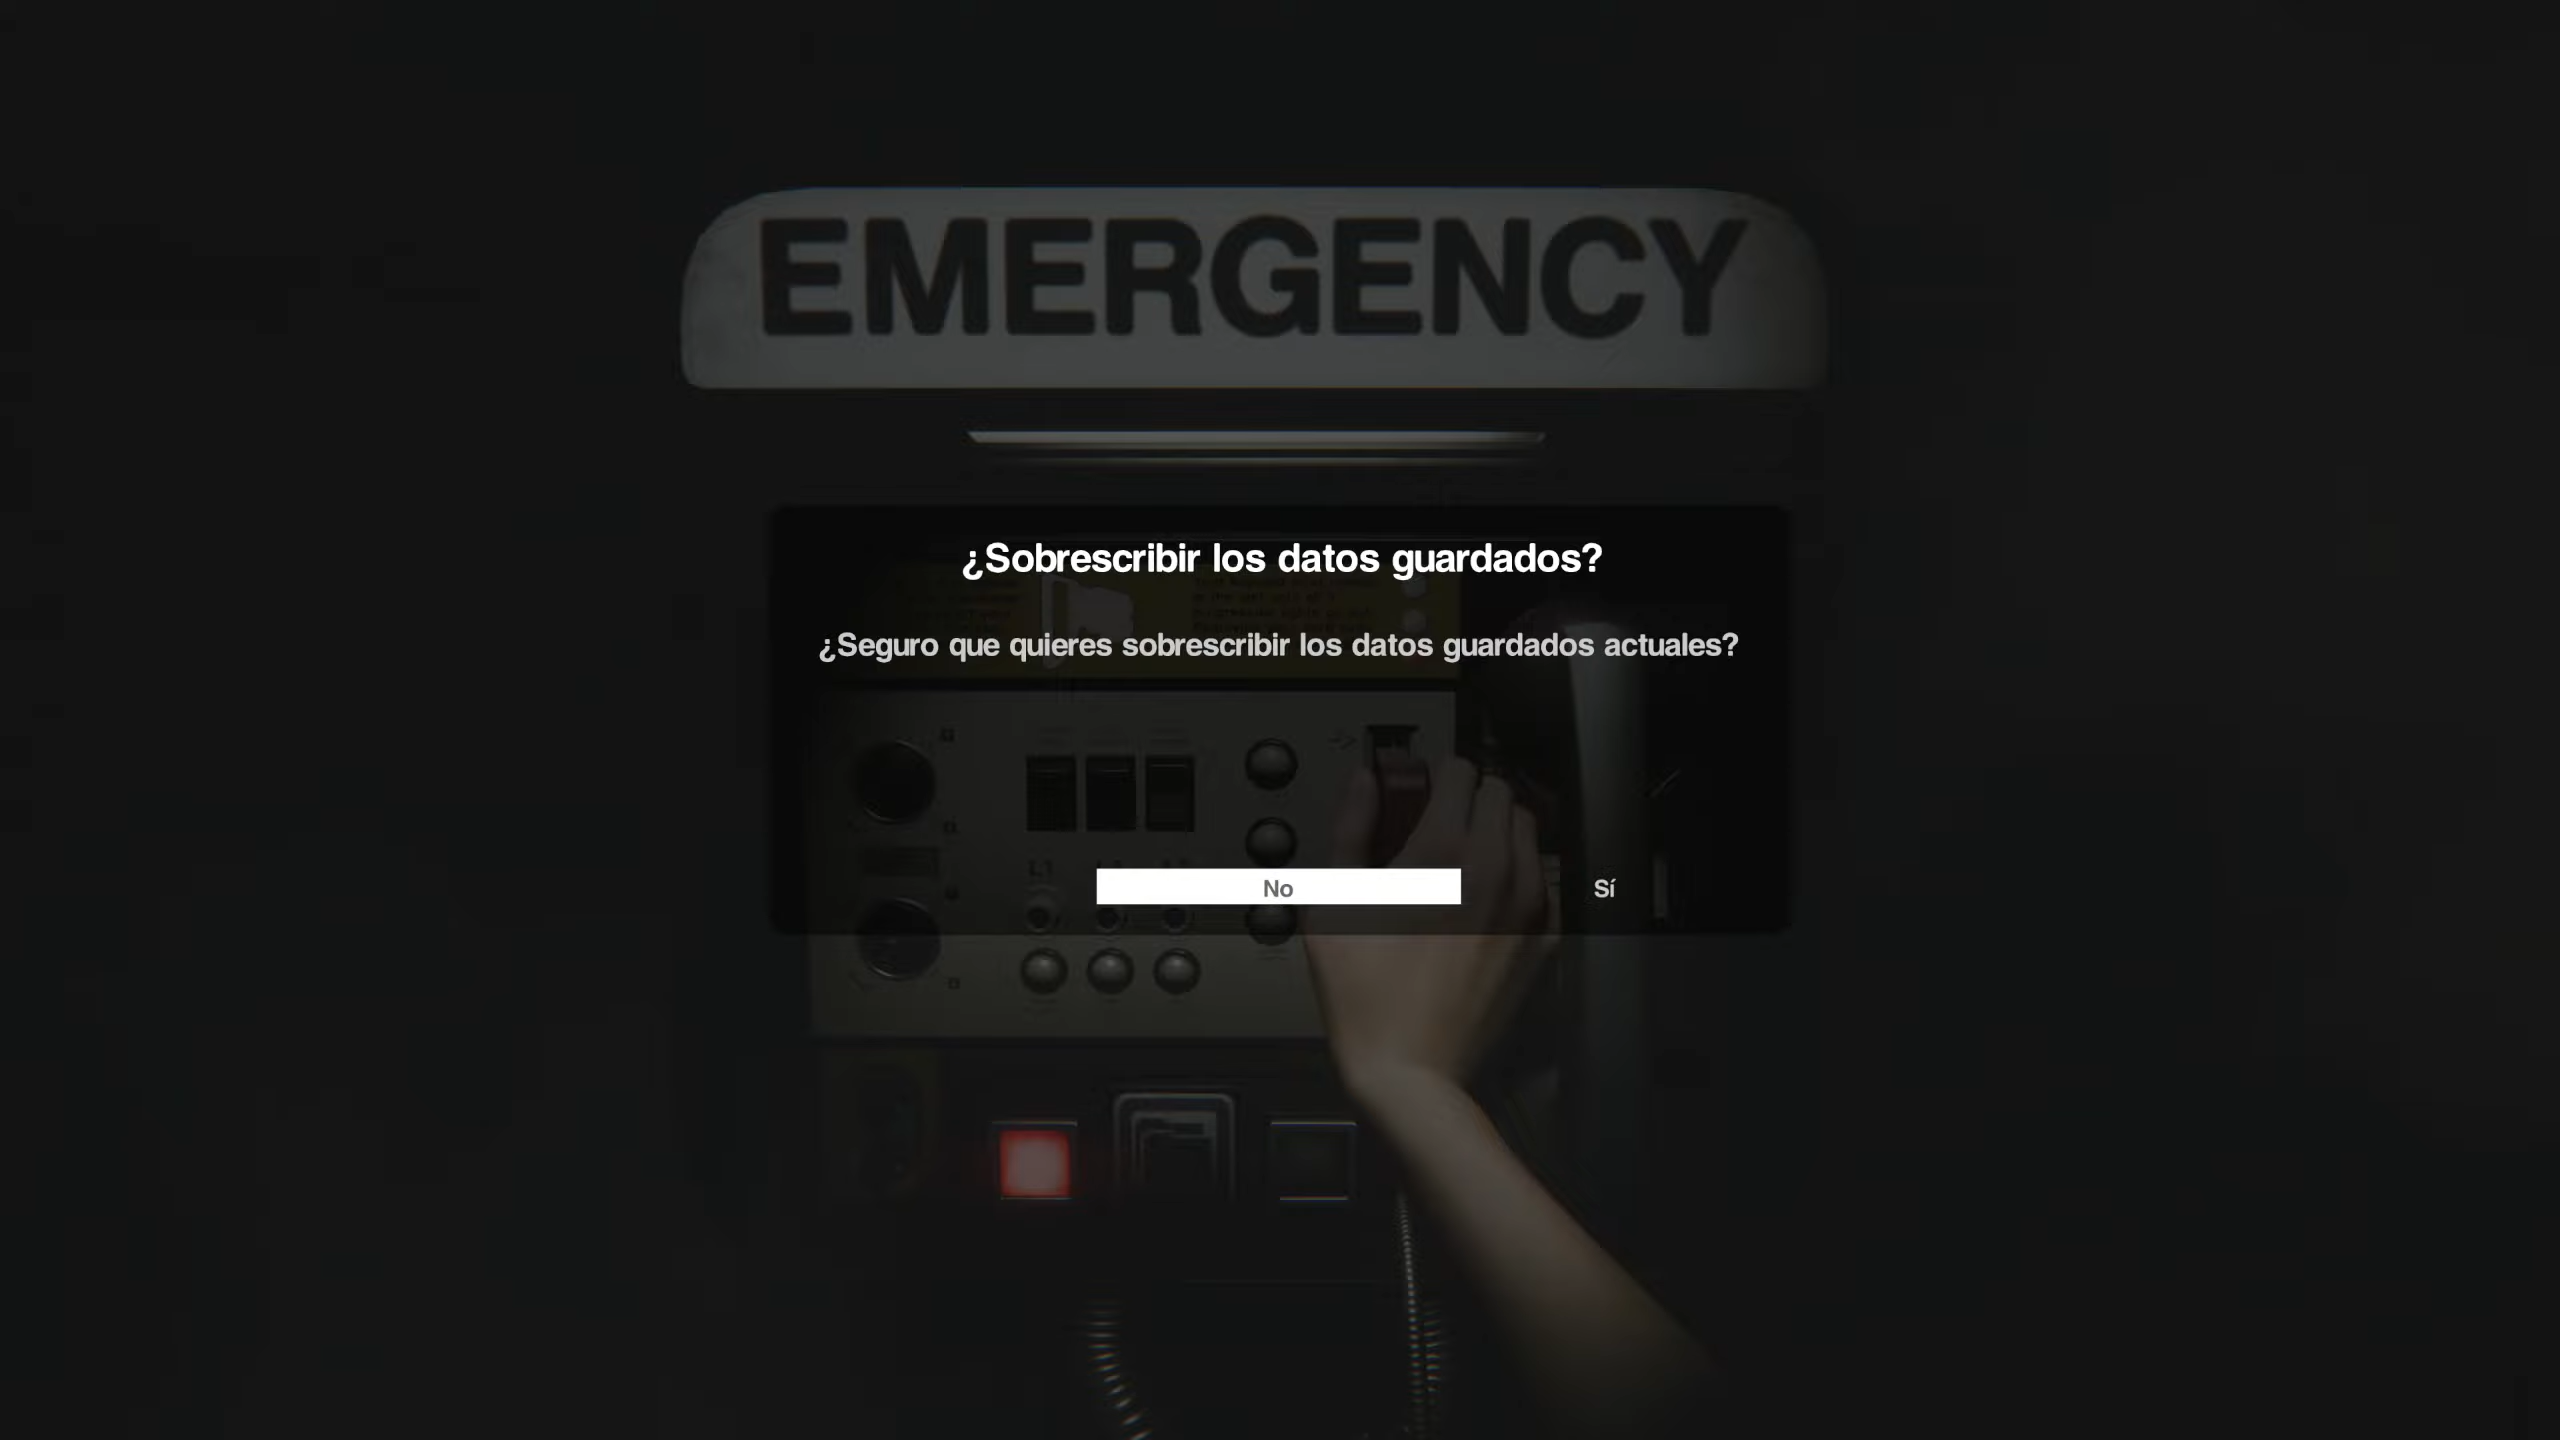 EMERGENCY
¿Sobrescribir los datos guardados?
¿Seguro que quieres sobrescribir los datos guardados actuales?
No
Sí